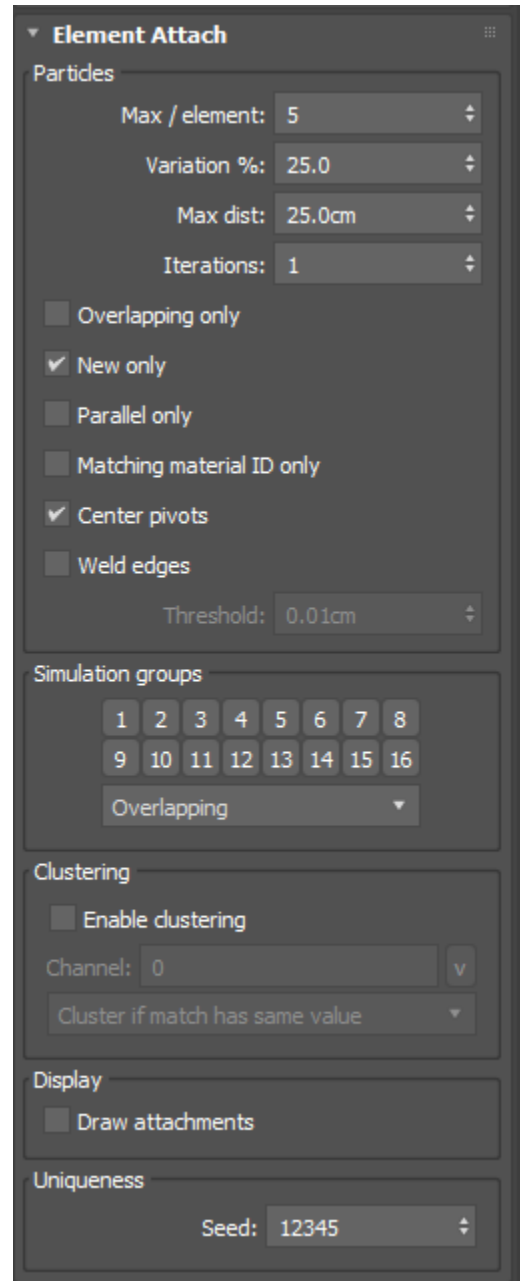 Element Attach
Particles
Max / element: 5
Variation %: 25.0
Max dist: 25.0cm
Iterations: 1
Overlapping only
New only
Parallel only
Matching material ID only
Center pivots
Weld edges
Threshold: 0.01cm
Simulation groups
1 2 3 4 5 6 7 8
9 10 11 12 13 14 15 16
Overlapping
Clustering
Enable clustering
Channel: 0 v
Cluster if match has same value
Display
Draw attachments
Uniqueness
Seed: 12345